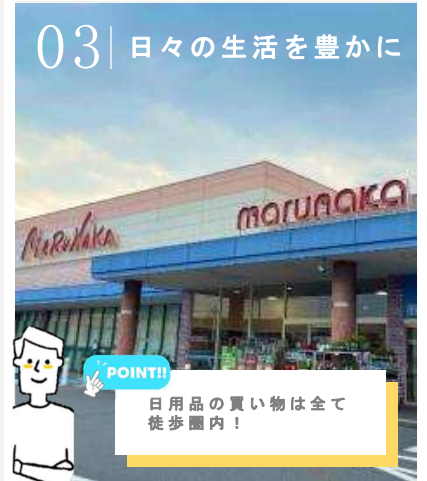 03 日々の生活を豊かに
MARUNAKA
marunaka
POINT!!
日用品の買い物は全て
徒歩圏内!